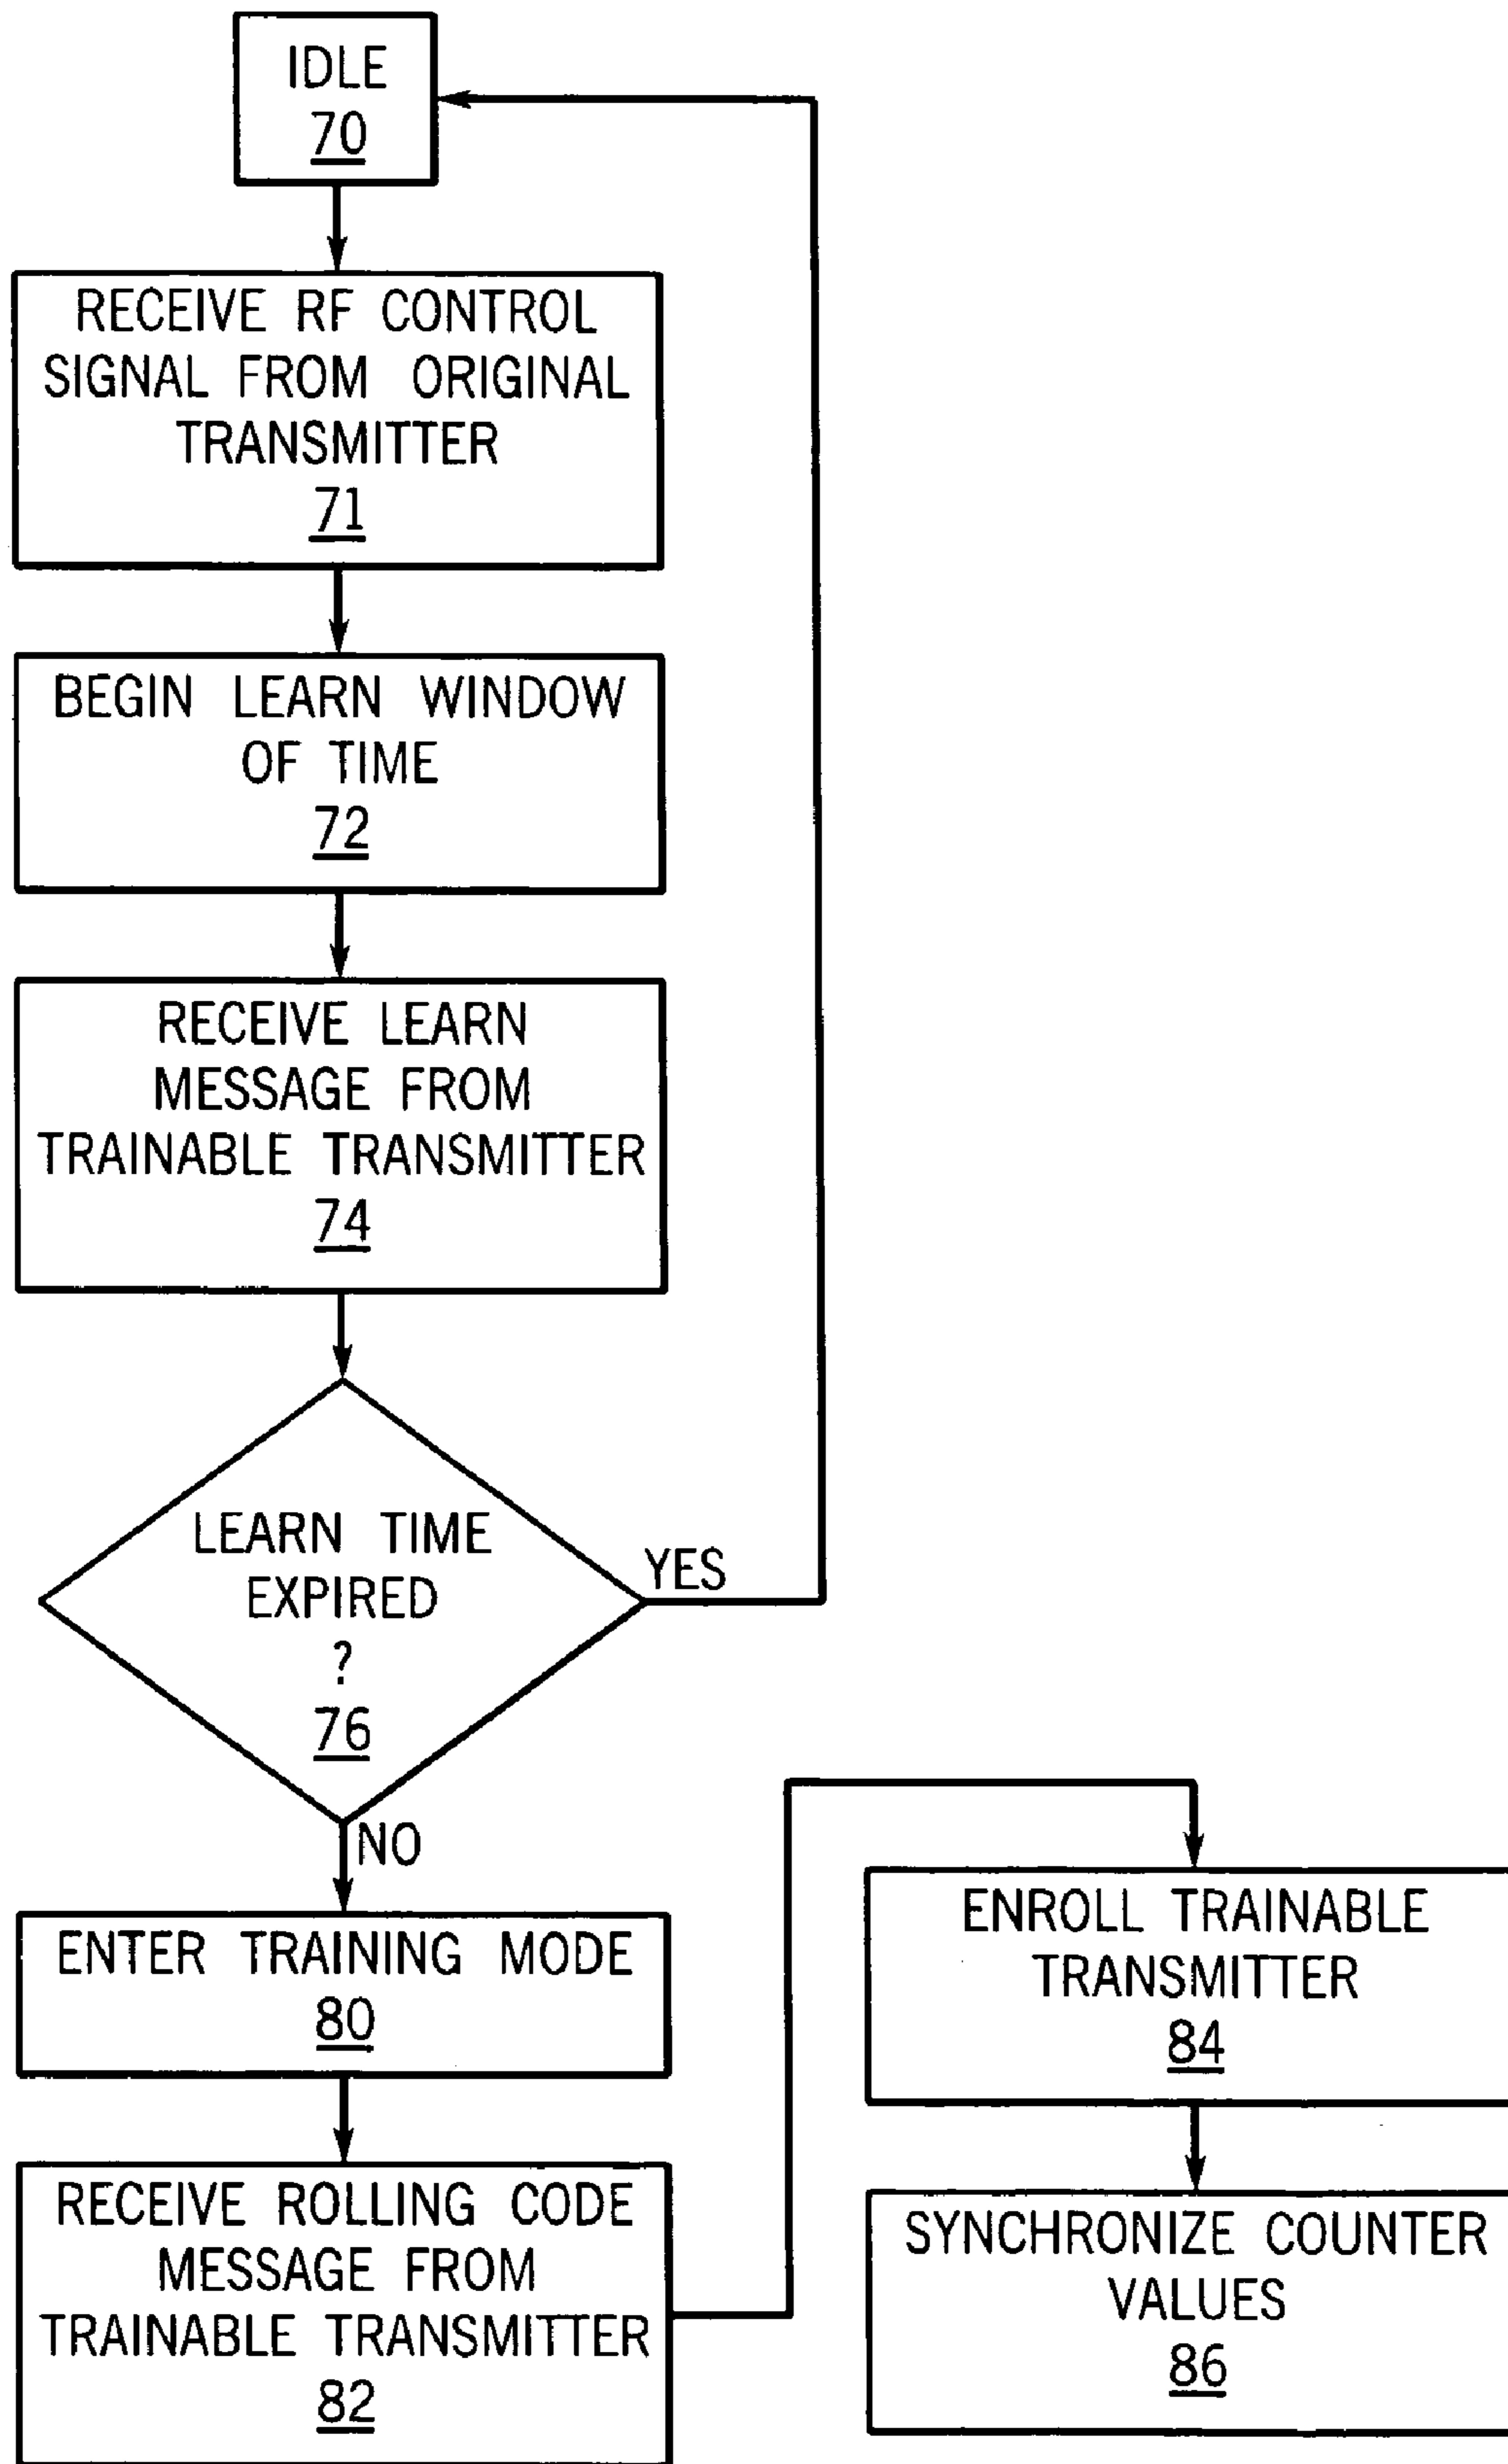 IDLE
70
RECEIVE RF CONTROL
SIGNAL FROM ORIGINAL
TRANSMITTER
71
BEGIN LEARN WINDOW
OF TIME
72
RECEIVE LEARN
MESSAGE FROM
TRAINABLE TRANSMITTER
74
LEARN TIME
EXPIRED
?
76
YES
NO
ENTER TRAINING MODE
80
RECEIVE ROLLING CODE
MESSAGE FROM
TRAINABLE TRANSMITTER
82
ENROLL TRAINABLE
TRANSMITTER
84
SYNCHRONIZE COUNTER
VALUES
86